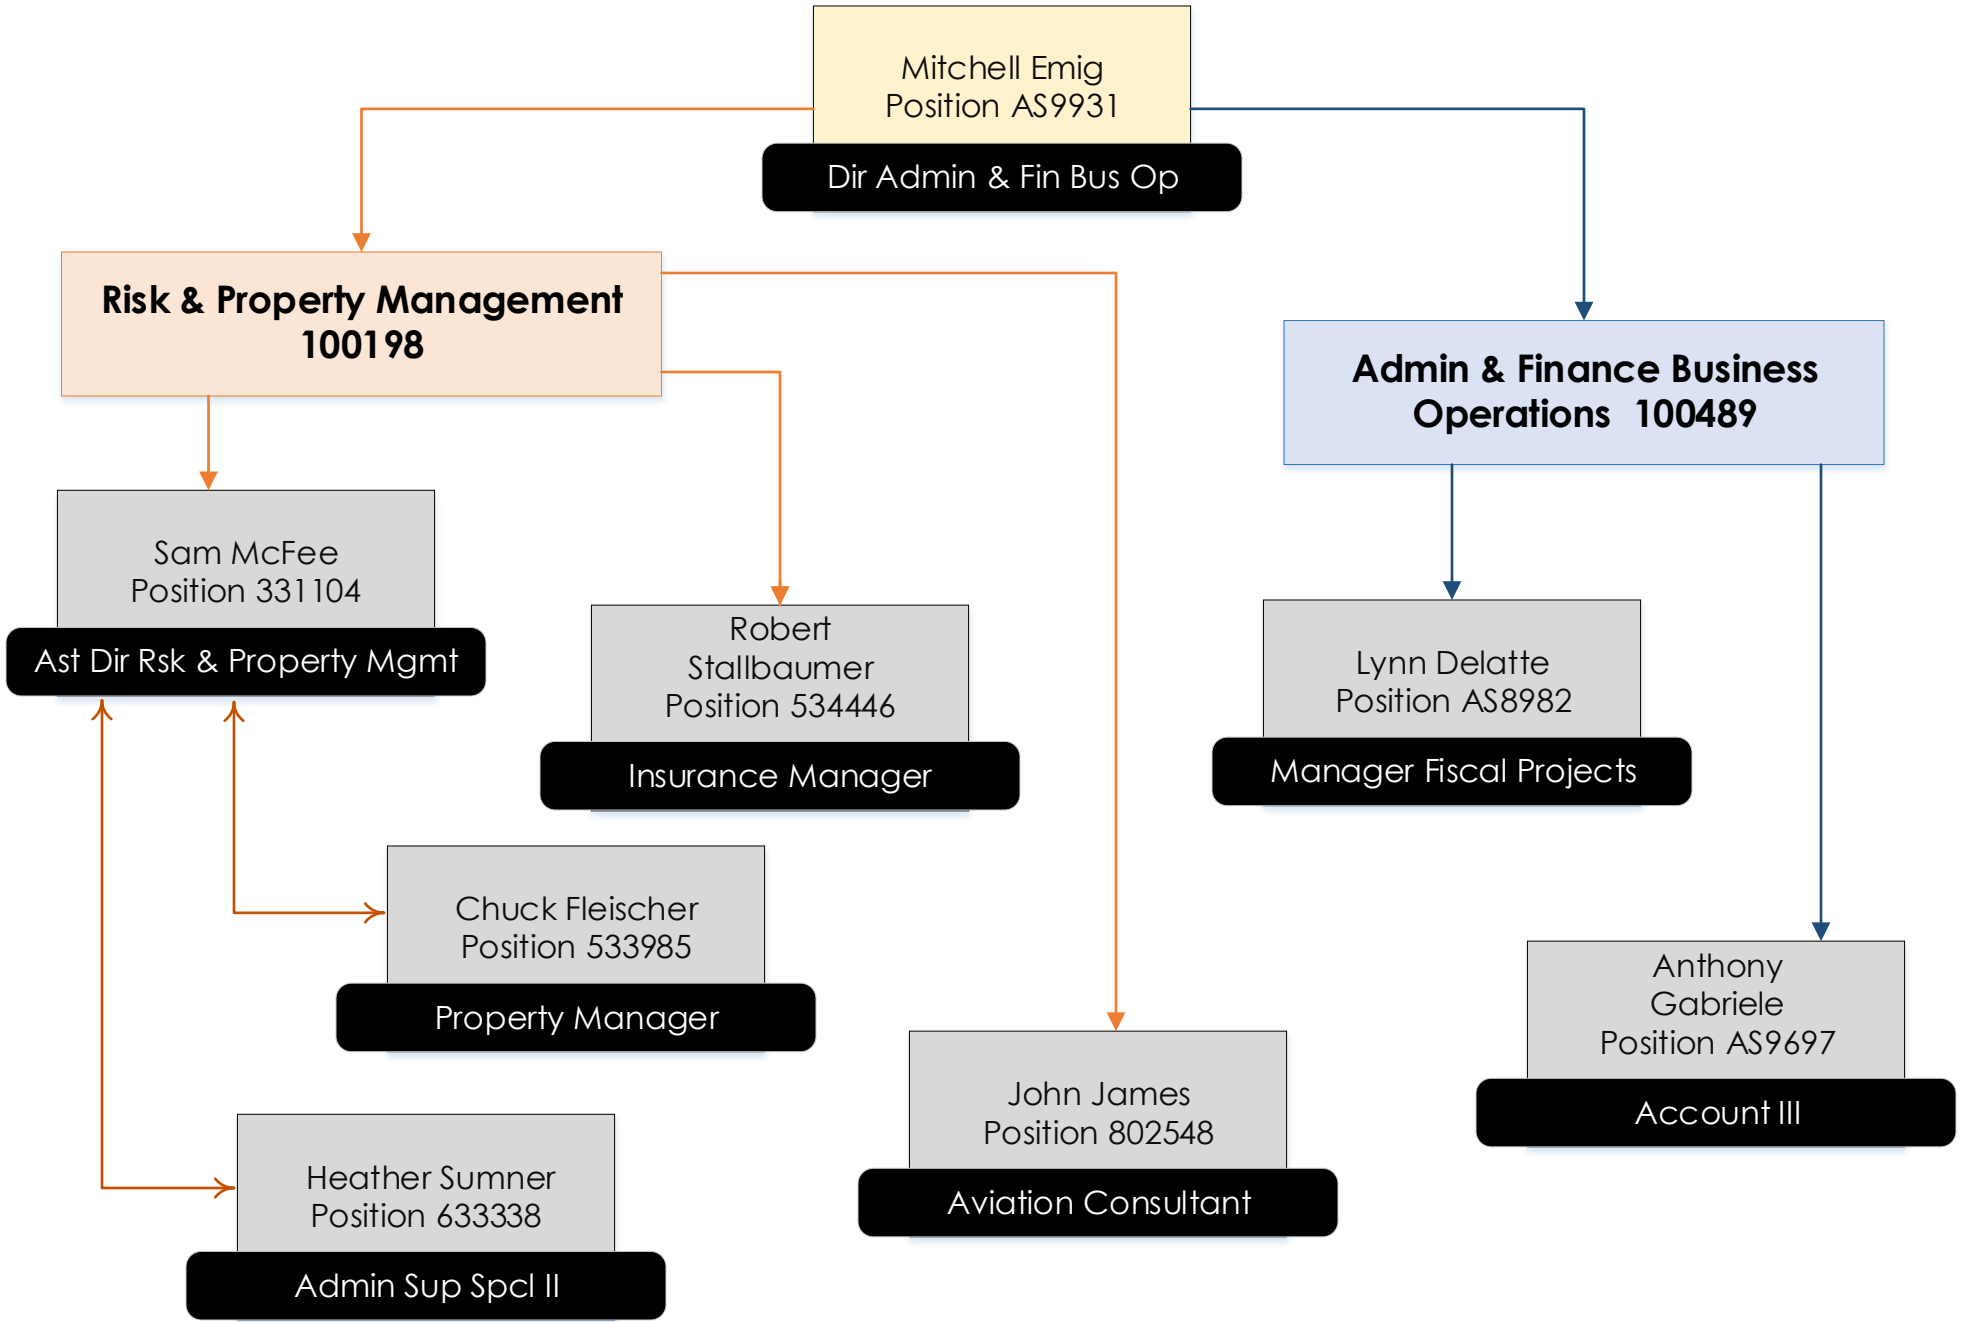 Mitchell Emig
Position AS9931
Dir Admin & Fin Bus Op
Risk & Property Management
100198
Admin & Finance Business
Operations 100489
Sam McFee
Position 331104
Ast Dir Rsk & Property Mgmt
Robert
Stallbaumer
Position 534446
Insurance Manager
Lynn Delatte
Position AS8982
Manager Fiscal Projects
Chuck Fleischer
Position 533985
Property Manager
Anthony
Gabriele
Position AS9697
Account III
John James
Position 802548
Aviation Consultant
Heather Sumner
Position 633338
Admin Sup Spcl II